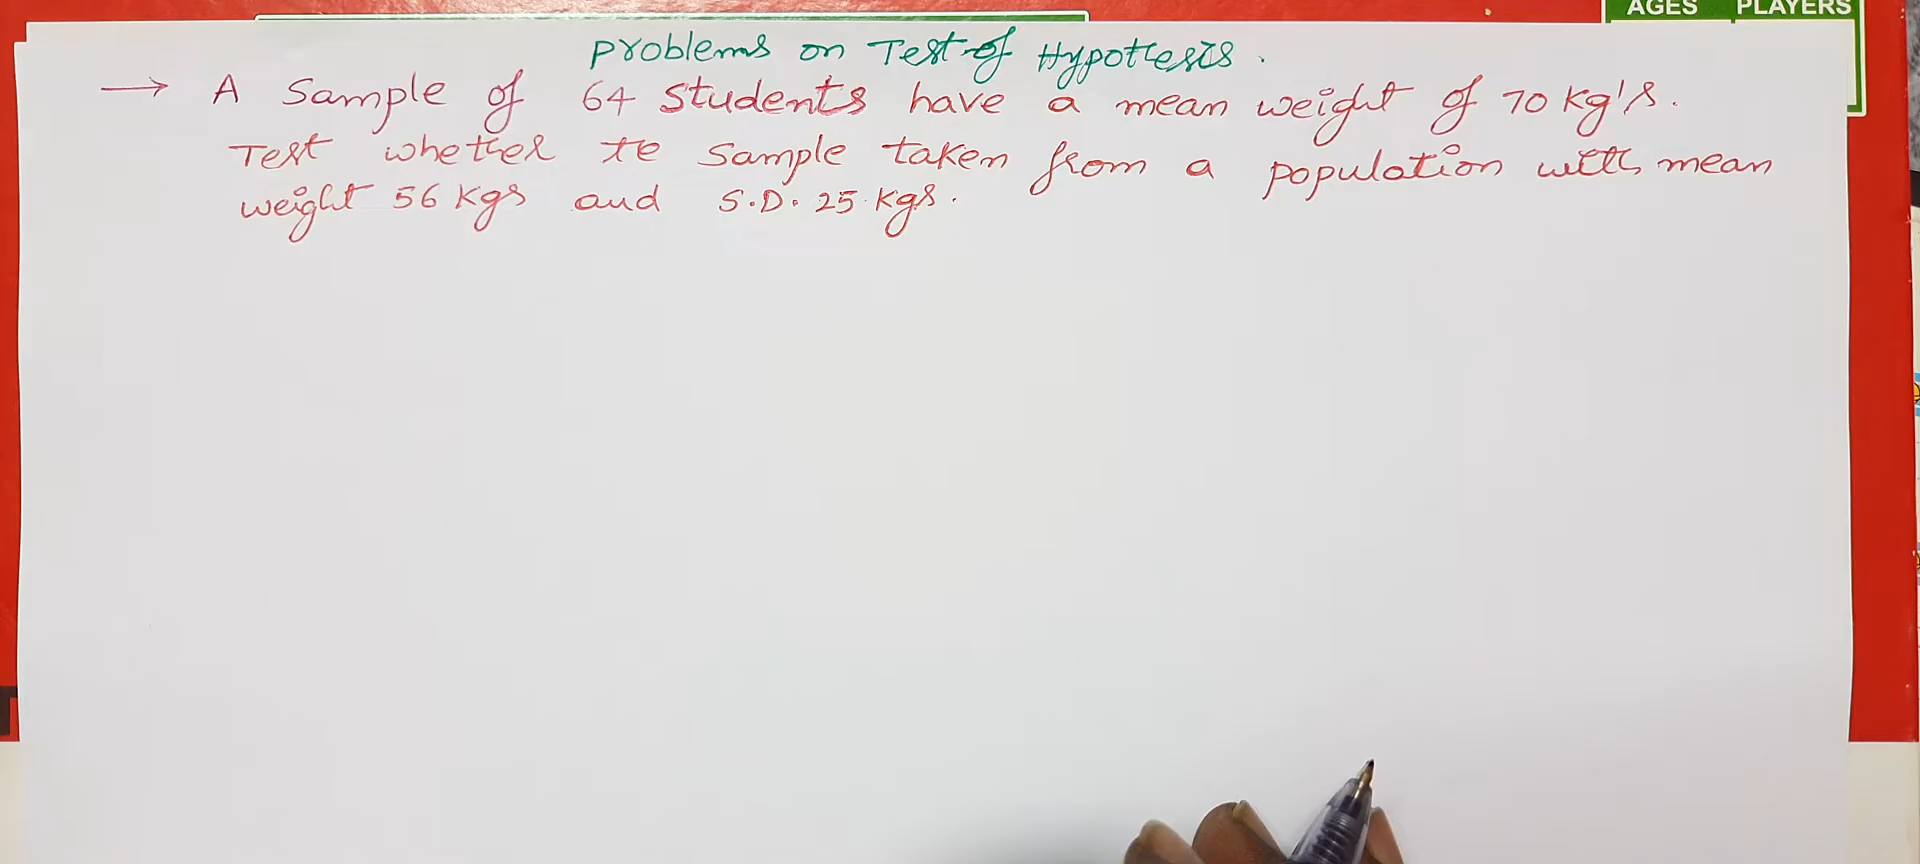 AGES PLAYERS
Problems on Test of Hypothesis.
→ A Sample of 64 Students have a mean weight of 70 Kg's.
Test whether the Sample taken from a population with mean
weight 56 Kgs and S.D. 25 Kgs.